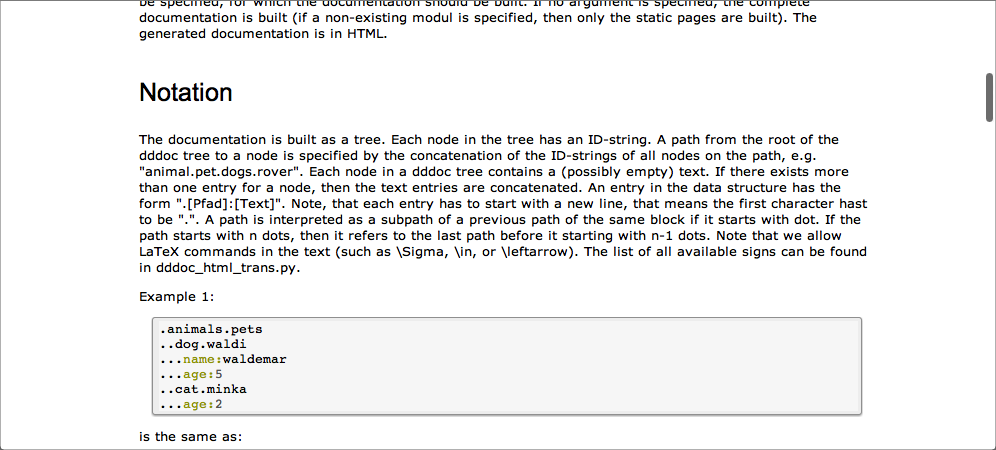 be specified, for which the documentation should be built. If no argument is specified, the complete
documentation is built (if a non-existing modul is specified, then only the static pages are built). The
generated documentation is in HTML.
Notation
The documentation is built as a tree. Each node in the tree has an ID-string. A path from the root of the
dddoc tree to a node is specified by the concatenation of the ID-strings of all nodes on the path, e.g.
"animal.pet.dogs.rover". Each node in a dddoc tree contains a (possibly empty) text. If there exists more
than one entry for a node, then the text entries are concatenated. An entry in the data structure has the
form ".[Pfad]:[Text]". Note, that each entry has to start with a new line, that means the first character hast
to be ".". A path is interpreted as a subpath of a previous path of the same block if it starts with dot. If the
path starts with n dots, then it refers to the last path before it starting with n-1 dots. Note that we allow
LaTeX commands in the text (such as \Sigma, \in, or \leftarrow). The list of all available signs can be found
in dddoc_html_trans.py.
Example 1:
.animals.pets
..dog.waldi
...name:waldemar
...age:5
..cat.minka
...age:2
is the same as: